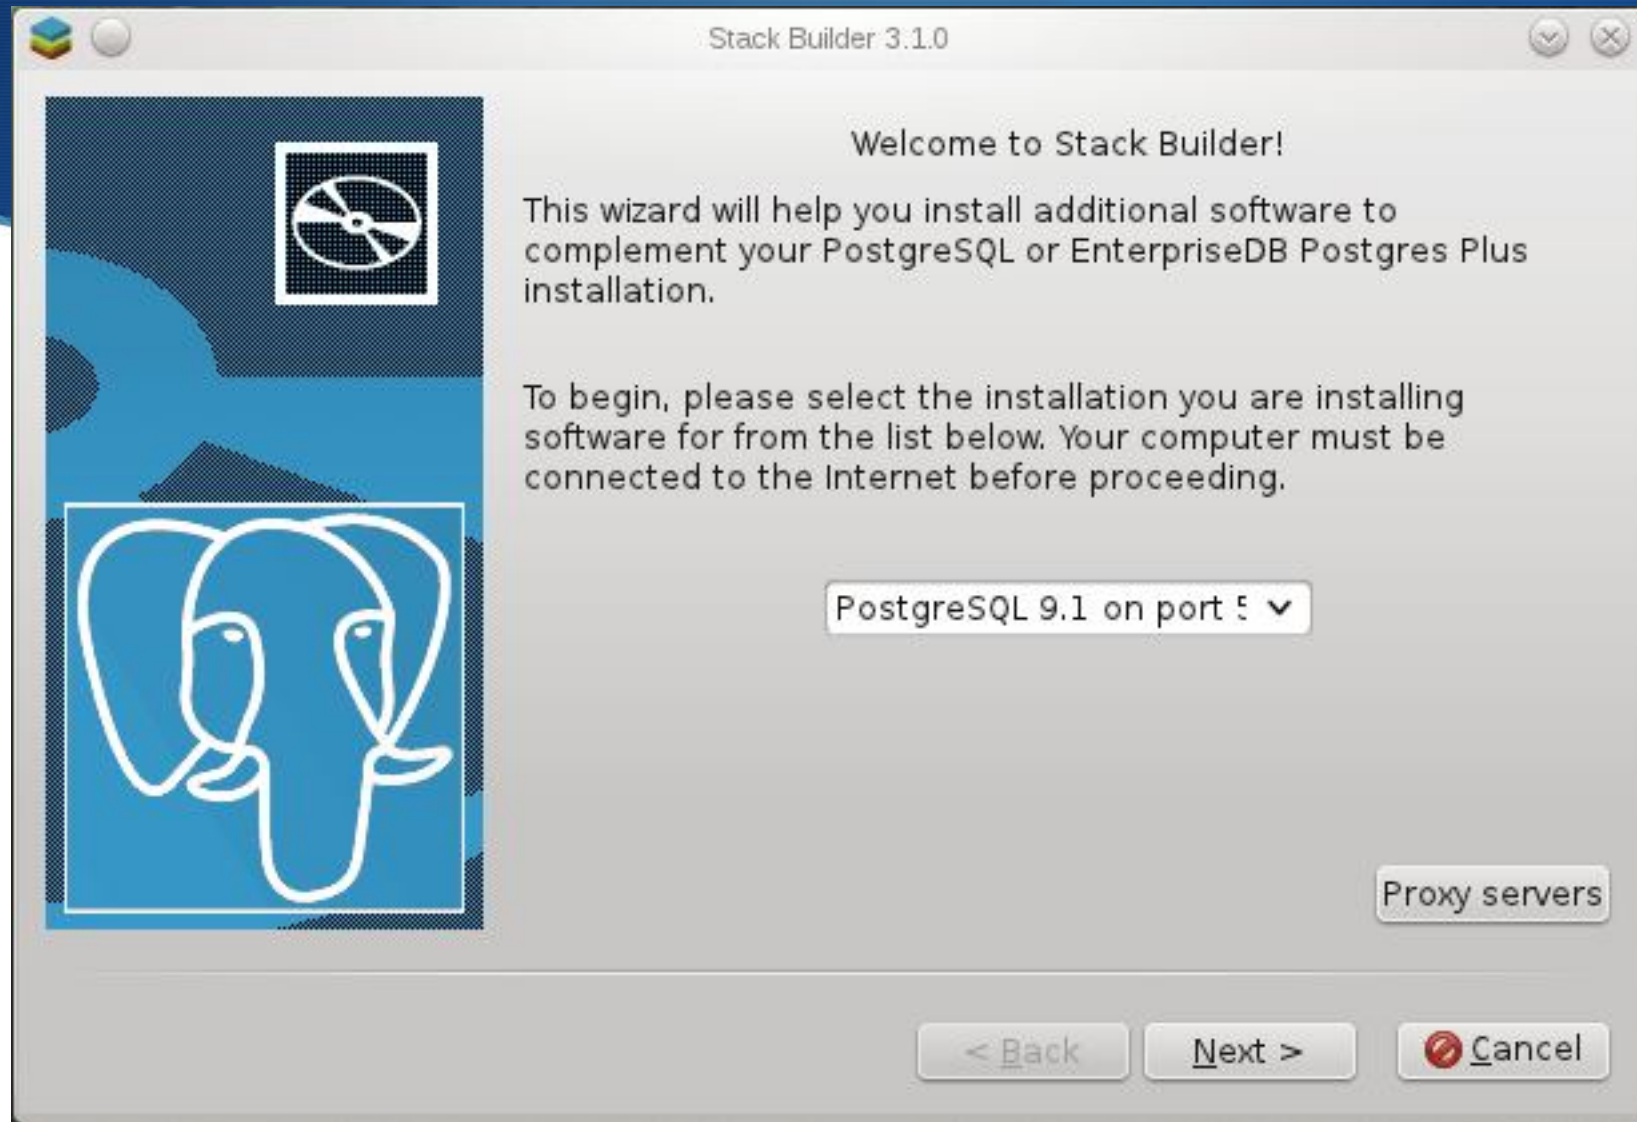 Stack Builder 3.1.0
Welcome to Stack Builder!
This wizard will help you install additional software to
complement your PostgreSQL or EnterpriseDB Postgres Plus
installation.
To begin, please select the installation you are installing
software for from the list below. Your computer must be
connected to the Internet before proceeding.
PostgreSQL 9.1 on port
Proxy servers
< Back
Next >
Cancel